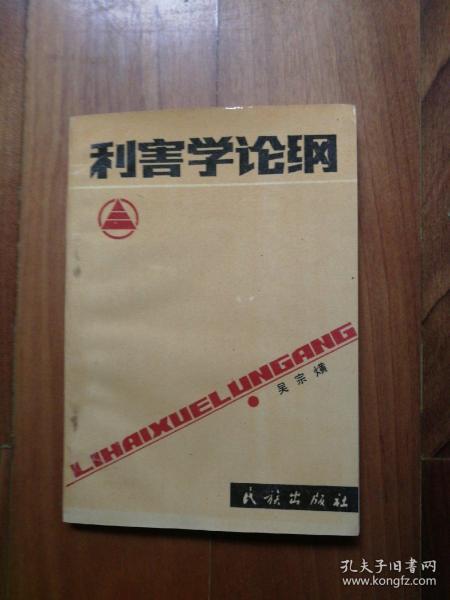 利害学论纲
LIHAIXUELUNGANG
吴宗熿
民族出版社
孔夫子旧书网
www.kongfz.com